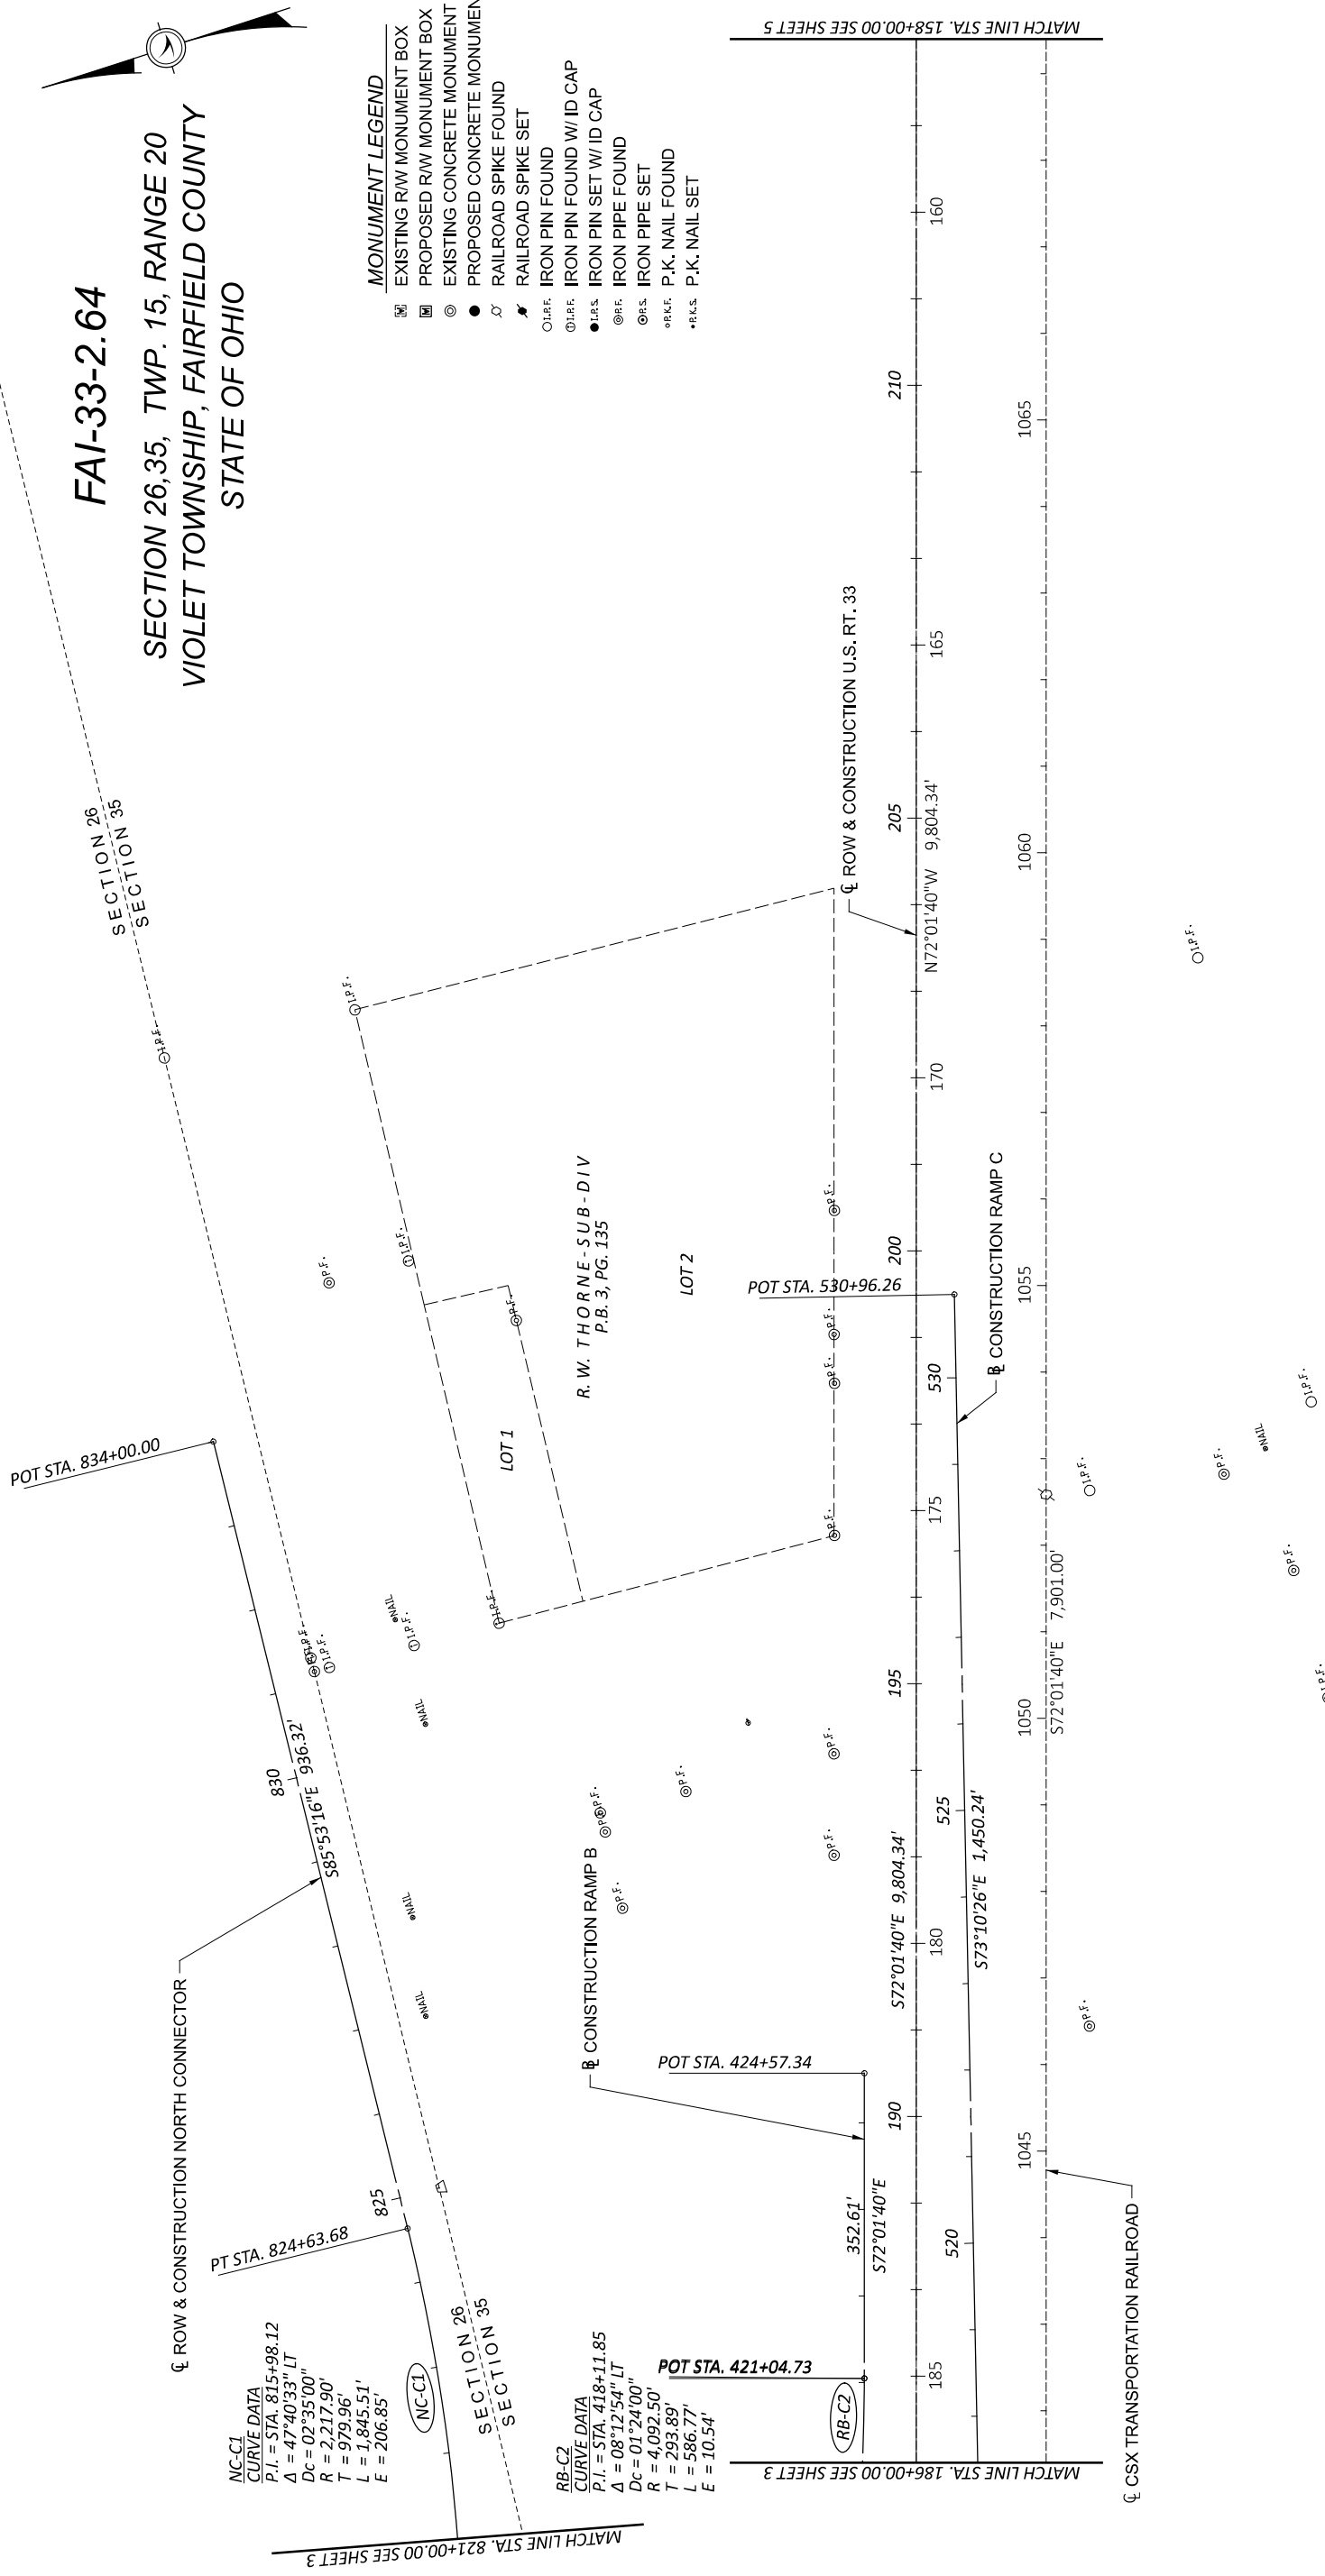 FAI-33-2.64
SECTION 26,35, TWP. 15, RANGE 20
VIOLET TOWNSHIP, FAIRFIELD COUNTY
STATE OF OHIO
MONUMENT LEGEND
EXISTING R/W MONUMENT BOX
PROPOSED R/W MONUMENT BOX
EXISTING CONCRETE MONUMENT
PROPOSED CONCRETE MONUMEN
RAILROAD SPIKE FOUND
RAILROAD SPIKE SET
I.P.F. IRON PIN FOUND
I.P.F. IRON PIN FOUND W/ ID CAP
I.P.S. IRON PIN SET W/ ID CAP
P.F. IRON PIPE FOUND
P.S. IRON PIPE SET
P.K.F. P.K. NAIL FOUND
P.K.S. P.K. NAIL SET
NC-C1
CURVE DATA
P.I. = STA. 815+98.12
Δ = 47°40'33" LT
Dc = 02°35'00"
R = 2,217.90'
T = 979.96'
L = 1,845.51'
E = 206.85'
RB-C2
CURVE DATA
P.I. = STA. 418+11.85
Δ = 08°12'54" LT
Dc = 01°24'00"
R = 4,092.50'
T = 293.89'
L = 586.77'
E = 10.54'
MATCH LINE STA. 821+00.00 SEE SHEET 3
MATCH LINE STA. 186+00.00 SEE SHEET 3
MATCH LINE STA. 158+00.00 SEE SHEET 5
℄ ROW & CONSTRUCTION NORTH CONNECTOR
PT STA. 824+63.68
POT STA. 834+00.00
825
830
S85°53'16"E 936.32'
NC-C1
SECTION 26
SECTION 35
SECTION 26
SECTION 35
I.P.F.
I.P.F.
I.P.F.
P.F.
P.F.
I.P.F.
I.P.F.
I.P.F.
I.P.F.
NAIL
NAIL
NAIL
NAIL
LOT 1
R. W. THORNE - SUB - DIV
P.B. 3, PG. 135
LOT 2
P.F.
P.F.
P.F.
P.F.
P.F.
P.F.
P.F.
P.F.
P.F.
℄ CONSTRUCTION RAMP B
POT STA. 424+57.34
POT STA. 421+04.73
352.61'
S72°01'40"E
RB-C2
℄ ROW & CONSTRUCTION U.S. RT. 33
190
195
200
205
210
S72°01'40"E 9,804.34'
N72°01'40"W 9,804.34'
185
180
175
170
165
160
POT STA. 530+96.26
520
525
530
S73°10'26"E 1,450.24'
CONSTRUCTION RAMP C
1045
1050
1055
1060
1065
S72°01'40"E 7,901.00'
℄ CSX TRANSPORTATION RAILROAD
P.F.
I.P.F.
P.F.
P.F.
NAIL
I.P.F.
I.P.F.